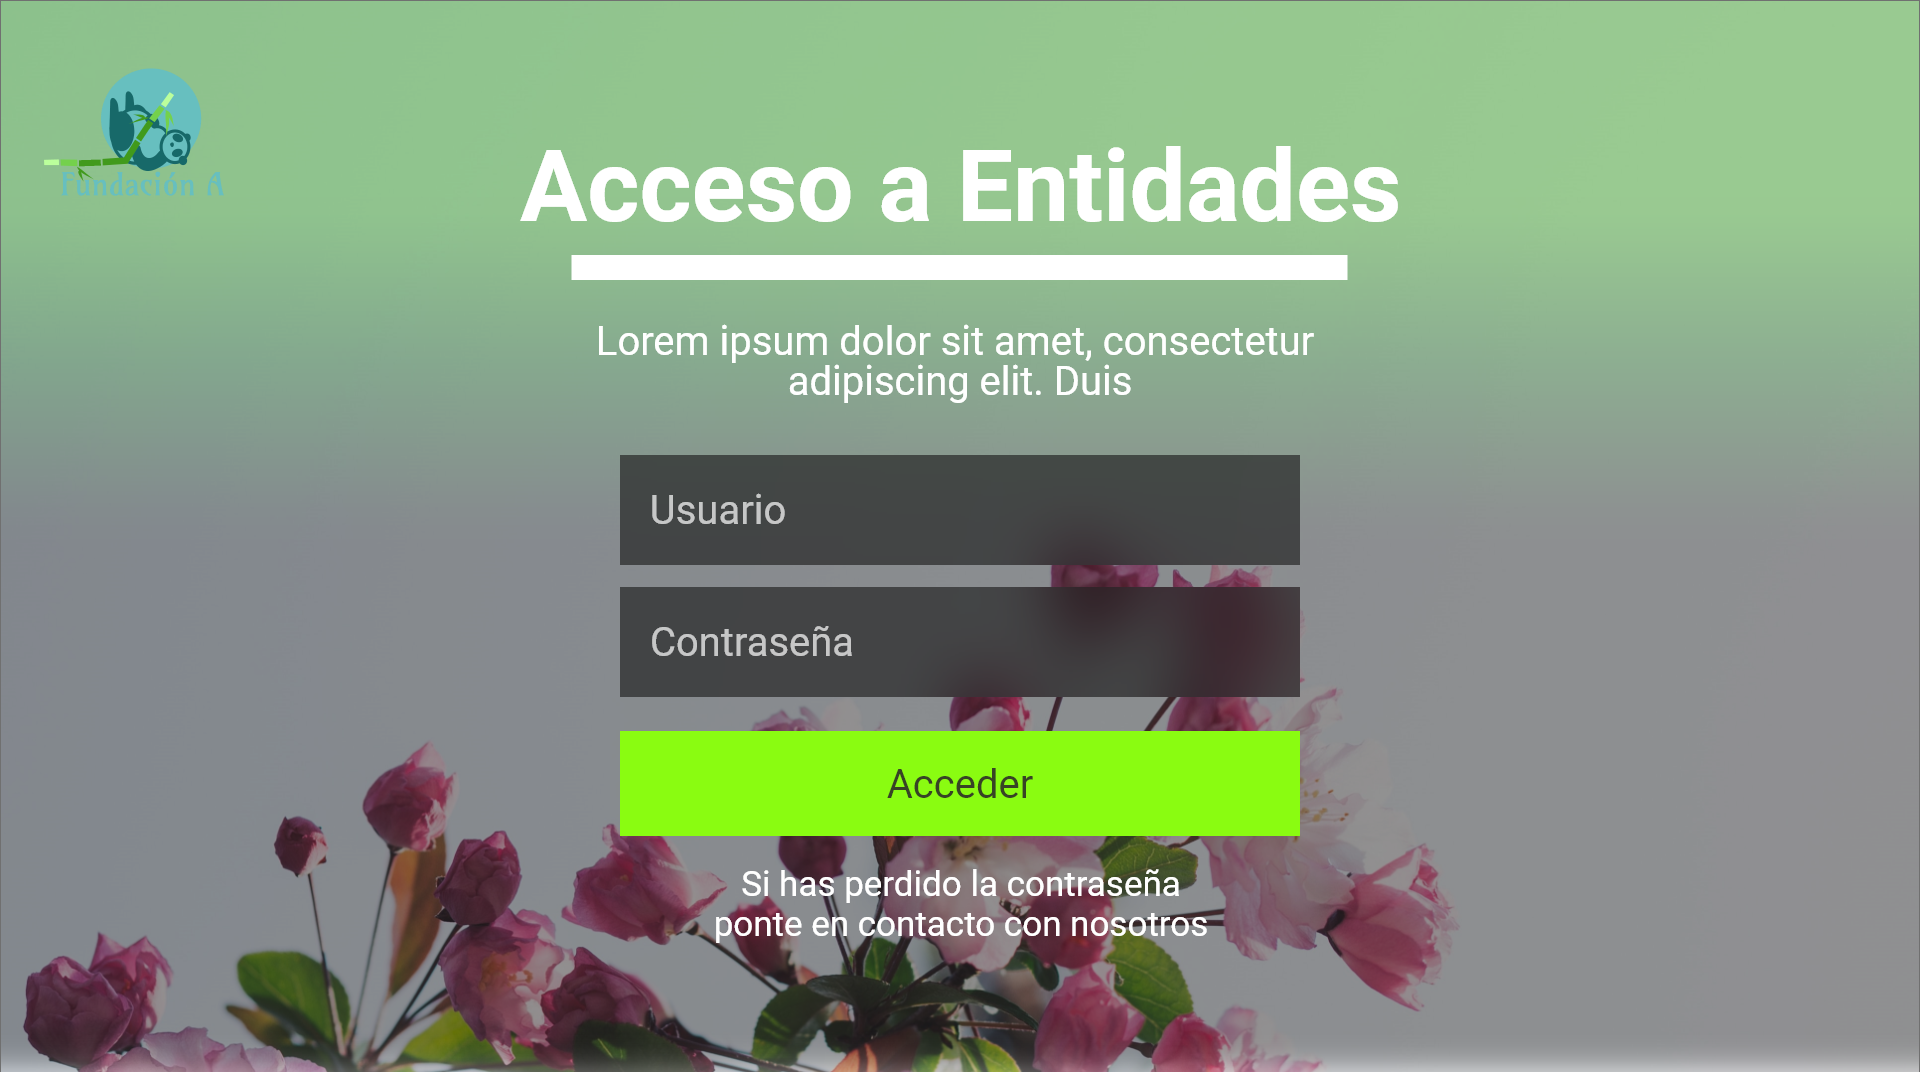 Fundación A
Acceso a Entidades
Lorem ipsum dolor sit amet, consectetur
adipiscing elit. Duis
Usuario
Contraseña
Acceder
Si has perdido la contraseña
ponte en contacto con nosotros